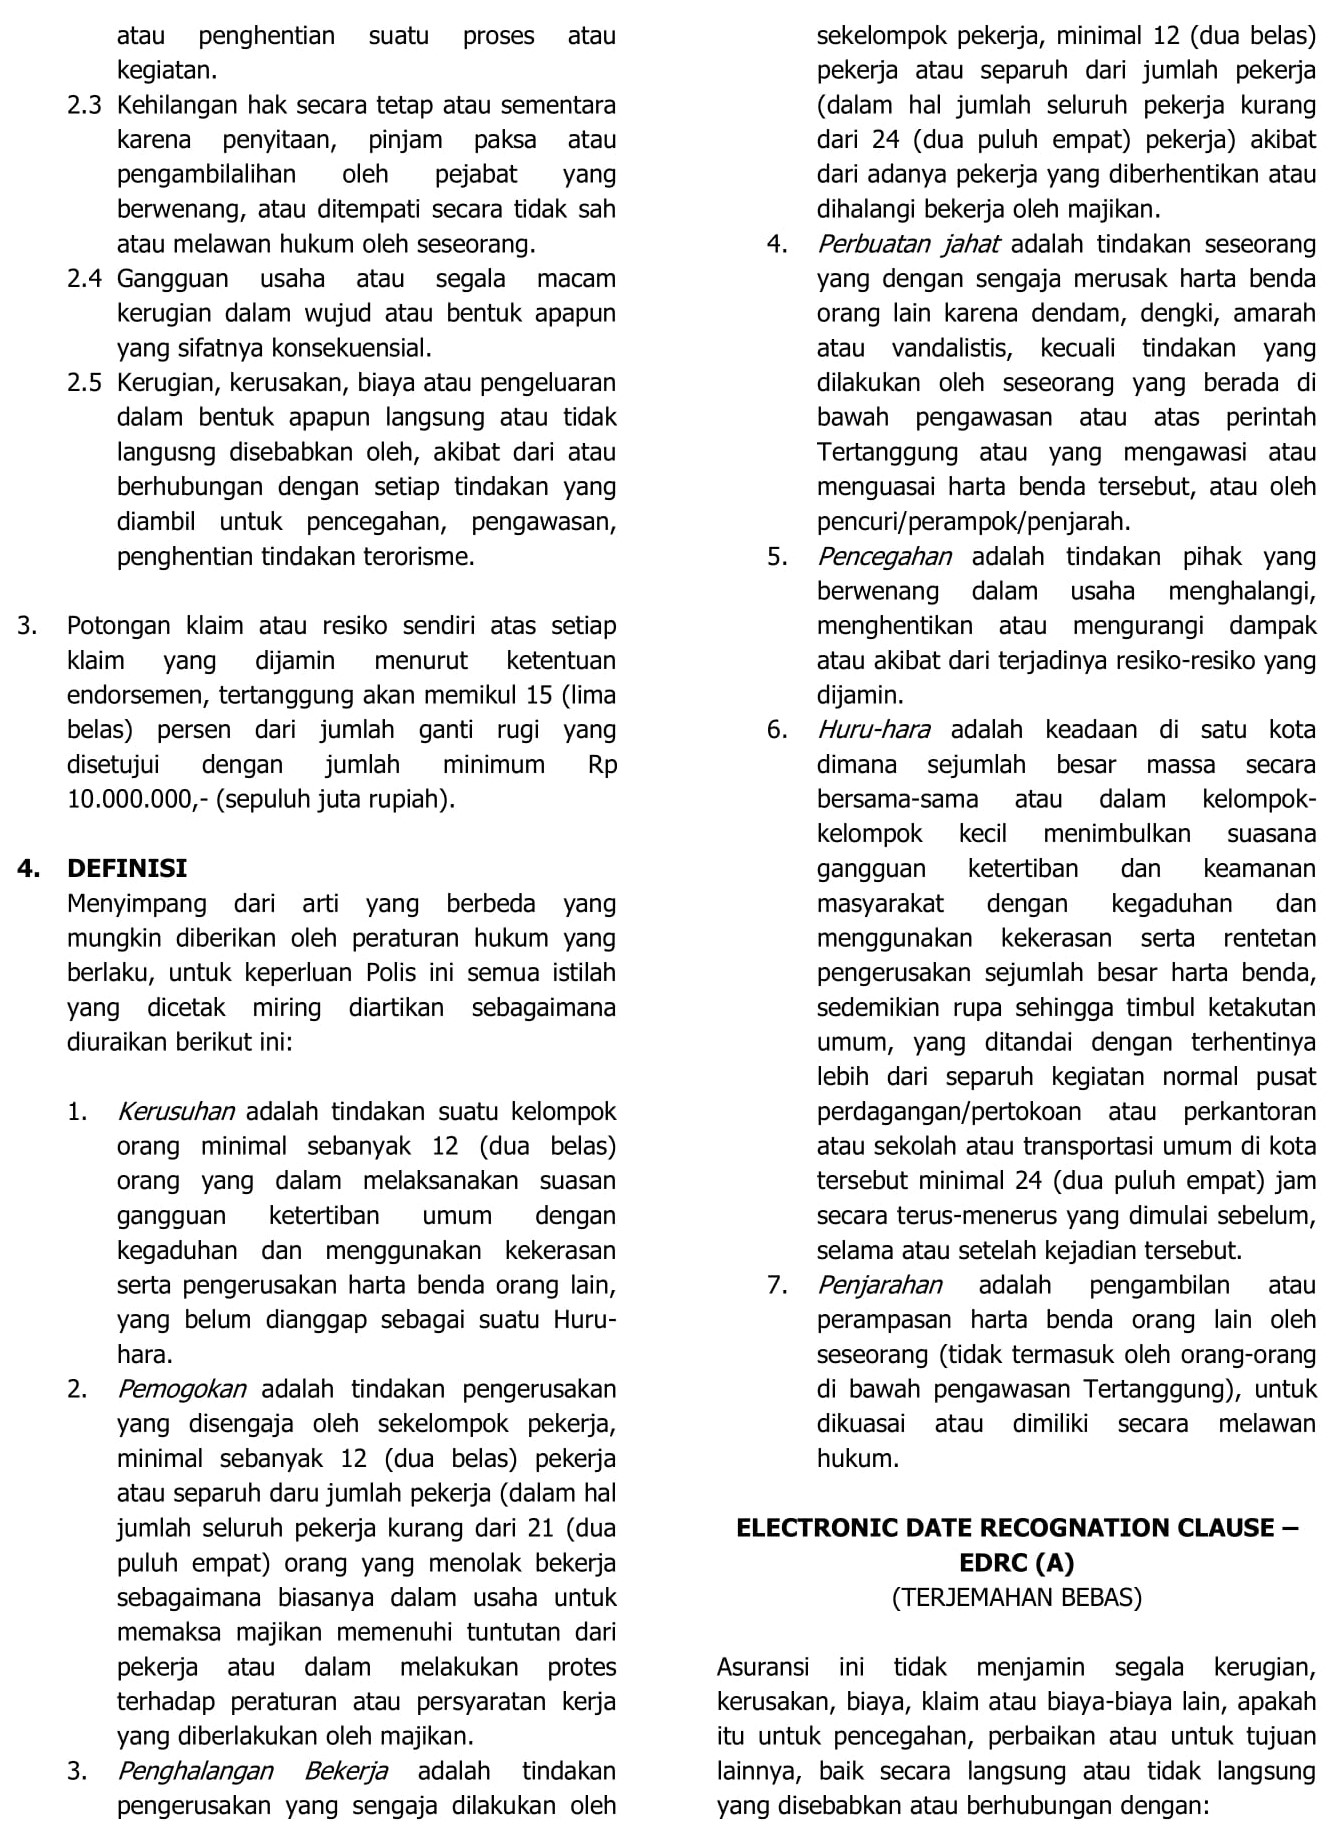 atau penghentian suatu proses atau
kegiatan.
2.3 Kehilangan hak secara tetap atau sementara
karena penyitaan, pinjam paksa atau
pengambilalihan oleh pejabat yang
berwenang, atau ditempati secara tidak sah
atau melawan hukum oleh seseorang.
2.4 Gangguan usaha atau segala macam
kerugian dalam wujud atau bentuk apapun
yang sifatnya konsekuensial.
2.5 Kerugian, kerusakan, biaya atau pengeluaran
dalam bentuk apapun langsung atau tidak
langusng disebabkan oleh, akibat dari atau
berhubungan dengan setiap tindakan yang
diambil untuk pencegahan, pengawasan,
penghentian tindakan terorisme.
3. Potongan klaim atau resiko sendiri atas setiap
klaim yang dijamin menurut ketentuan
endorsemen, tertanggung akan memikul 15 (lima
belas) persen dari jumlah ganti rugi yang
disetujui dengan jumlah minimum Rp
10.000.000,- (sepuluh juta rupiah).
4. DEFINISI
Menyimpang dari arti yang berbeda yang
mungkin diberikan oleh peraturan hukum yang
berlaku, untuk keperluan Polis ini semua istilah
yang dicetak miring diartikan sebagaimana
diuraikan berikut ini:
1. Kerusuhan adalah tindakan suatu kelompok
orang minimal sebanyak 12 (dua belas)
orang yang dalam melaksanakan suasan
gangguan ketertiban umum dengan
kegaduhan dan menggunakan kekerasan
serta pengerusakan harta benda orang lain,
yang belum dianggap sebagai suatu Huru-
hara.
2. Pemogokan adalah tindakan pengerusakan
yang disengaja oleh sekelompok pekerja,
minimal sebanyak 12 (dua belas) pekerja
atau separuh daru jumlah pekerja (dalam hal
jumlah seluruh pekerja kurang dari 21 (dua
puluh empat) orang yang menolak bekerja
sebagaimana biasanya dalam usaha untuk
memaksa majikan memenuhi tuntutan dari
pekerja atau dalam melakukan protes
terhadap peraturan atau persyaratan kerja
yang diberlakukan oleh majikan.
3. Penghalangan Bekerja adalah tindakan
pengerusakan yang sengaja dilakukan oleh
sekelompok pekerja, minimal 12 (dua belas)
pekerja atau separuh dari jumlah pekerja
(dalam hal jumlah seluruh pekerja kurang
dari 24 (dua puluh empat) pekerja) akibat
dari adanya pekerja yang diberhentikan atau
dihalangi bekerja oleh majikan.
4. Perbuatan jahat adalah tindakan seseorang
yang dengan sengaja merusak harta benda
orang lain karena dendam, dengki, amarah
atau vandalistis, kecuali tindakan yang
dilakukan oleh seseorang yang berada di
bawah pengawasan atau atas perintah
Tertanggung atau yang mengawasi atau
menguasai harta benda tersebut, atau oleh
pencuri/perampok/penjarah.
5. Pencegahan adalah tindakan pihak yang
berwenang dalam usaha menghalangi,
menghentikan atau mengurangi dampak
atau akibat dari terjadinya resiko-resiko yang
dijamin.
6. Huru-hara adalah keadaan di satu kota
dimana sejumlah besar massa secara
bersama-sama atau dalam kelompok-
kelompok kecil menimbulkan suasana
gangguan ketertiban dan keamanan
masyarakat dengan kegaduhan dan
menggunakan kekerasan serta rentetan
pengerusakan sejumlah besar harta benda,
sedemikian rupa sehingga timbul ketakutan
umum, yang ditandai dengan terhentinya
lebih dari separuh kegiatan normal pusat
perdagangan/pertokoan atau perkantoran
atau sekolah atau transportasi umum di kota
tersebut minimal 24 (dua puluh empat) jam
secara terus-menerus yang dimulai sebelum,
selama atau setelah kejadian tersebut.
7. Penjarahan adalah pengambilan atau
perampasan harta benda orang lain oleh
seseorang (tidak termasuk oleh orang-orang
di bawah pengawasan Tertanggung), untuk
dikuasai atau dimiliki secara melawan
hukum.
ELECTRONIC DATE RECOGNATION CLAUSE –
EDRC (A)
(TERJEMAHAN BEBAS)
Asuransi ini tidak menjamin segala kerugian,
kerusakan, biaya, klaim atau biaya-biaya lain, apakah
itu untuk pencegahan, perbaikan atau untuk tujuan
lainnya, baik secara langsung atau tidak langsung
yang disebabkan atau berhubungan dengan: